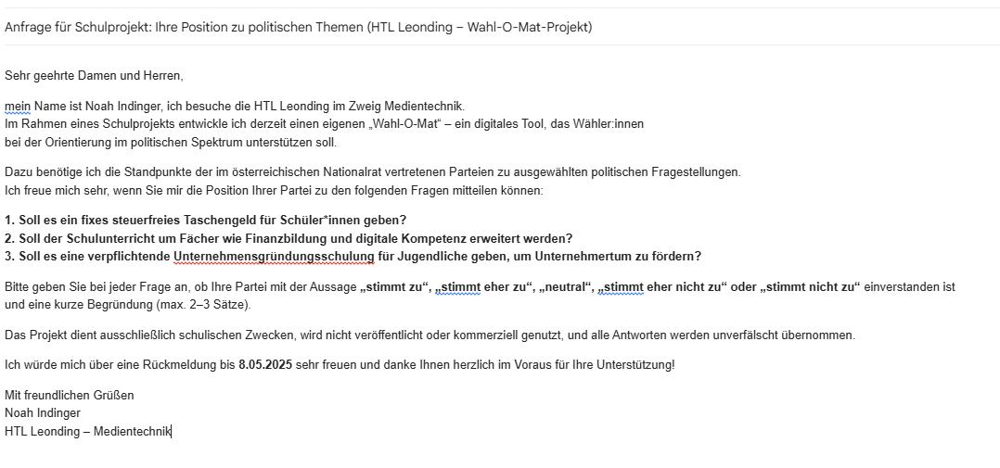 Anfrage für Schulprojekt: Ihre Position zu politischen Themen (HTL Leonding – Wahl-O-Mat-Projekt)
Sehr geehrte Damen und Herren,
mein Name ist Noah Indinger, ich besuche die HTL Leonding im Zweig Medientechnik.
Im Rahmen eines Schulprojekts entwickle ich derzeit einen eigenen „Wahl-O-Mat“ – ein digitales Tool, das Wähler:innen
bei der Orientierung im politischen Spektrum unterstützen soll.
Dazu benötige ich die Standpunkte der im österreichischen Nationalrat vertretenen Parteien zu ausgewählten politischen Fragestellungen.
Ich freue mich sehr, wenn Sie mir die Position Ihrer Partei zu den folgenden Fragen mitteilen können:
1. Soll es ein fixes steuerfreies Taschengeld für Schüler*innen geben?
2. Soll der Schulunterricht um Fächer wie Finanzbildung und digitale Kompetenz erweitert werden?
3. Soll es eine verpflichtende Unternehmensgründungsschulung für Jugendliche geben, um Unternehmertum zu fördern?
Bitte geben Sie bei jeder Frage an, ob Ihre Partei mit der Aussage „stimmt zu“, „stimmt eher zu“, „neutral“, „stimmt eher nicht zu“ oder „stimmt nicht zu“ einverstanden ist
und eine kurze Begründung (max. 2–3 Sätze).
Das Projekt dient ausschließlich schulischen Zwecken, wird nicht veröffentlicht oder kommerziell genutzt, und alle Antworten werden unverfälscht übernommen.
Ich würde mich über eine Rückmeldung bis 8.05.2025 sehr freuen und danke Ihnen herzlich im Voraus für Ihre Unterstützung!
Mit freundlichen Grüßen
Noah Indinger
HTL Leonding – Medientechnik